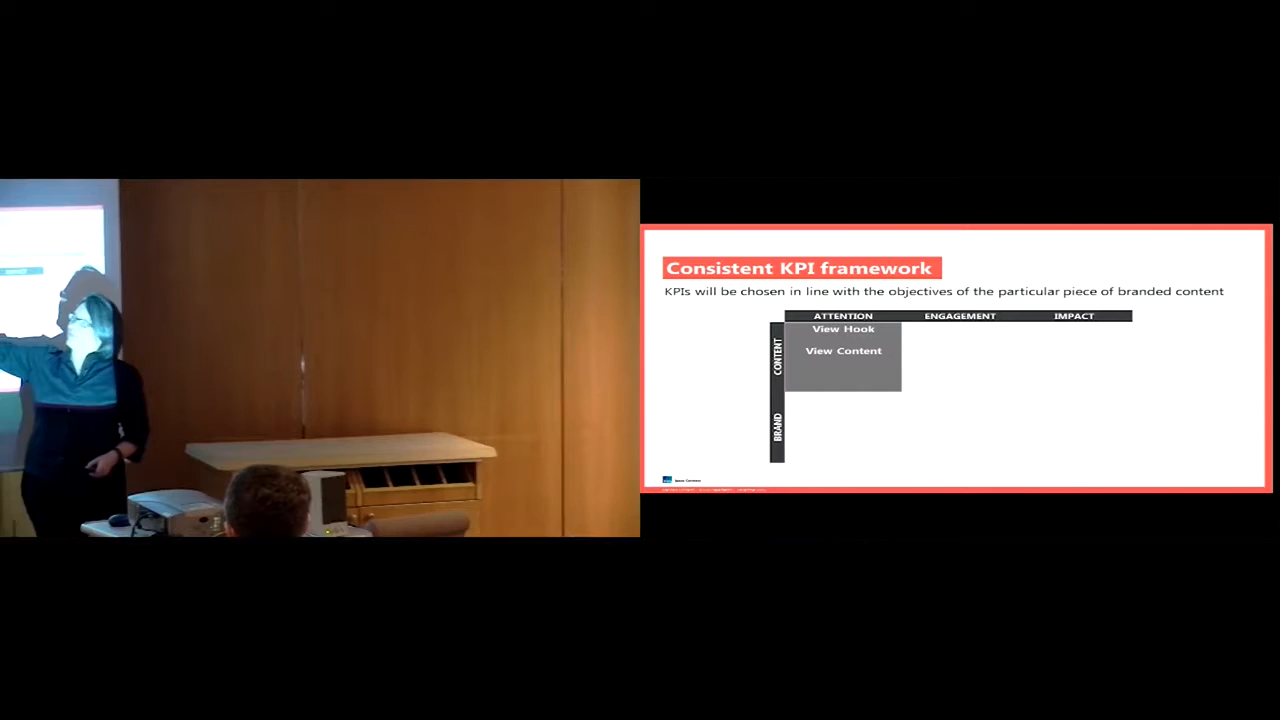 Consistent KPI framework
KPIs will be chosen in line with the objectives of the particular piece of branded content
ATTENTION ENGAGEMENT IMPACT
CONTENT
View Hook
View Content
BRAND